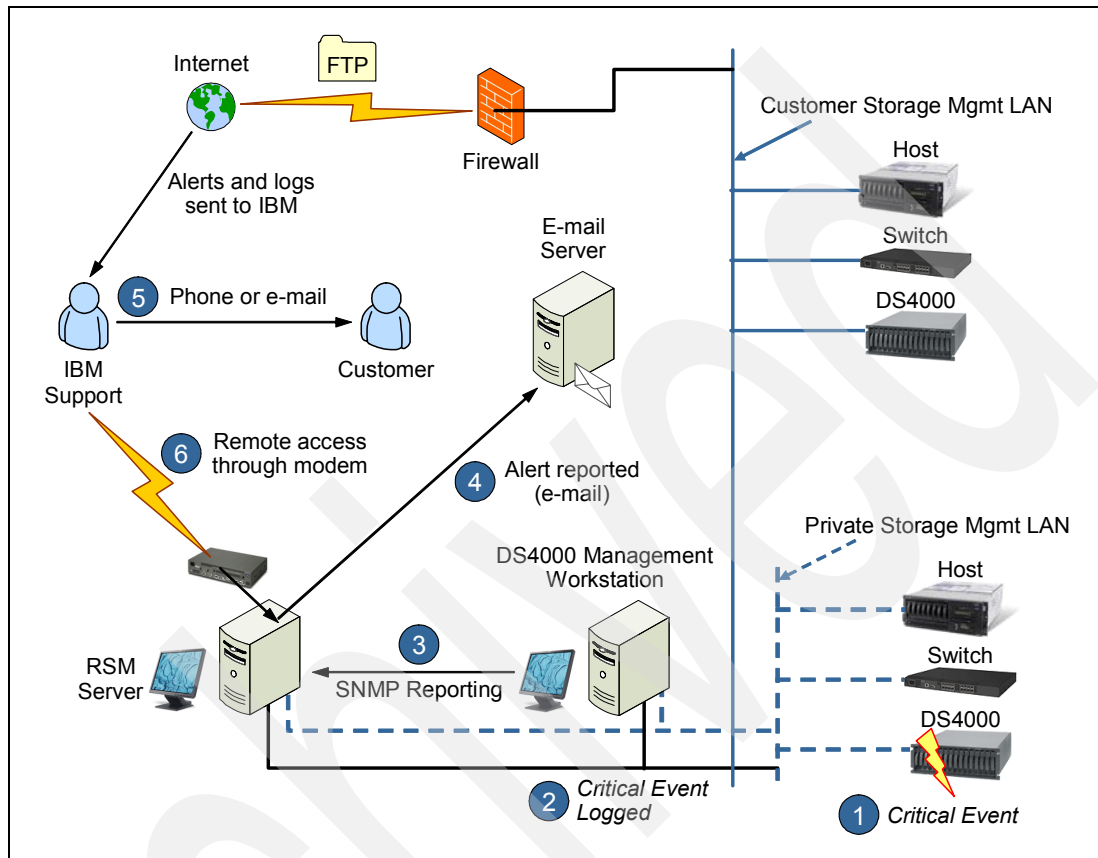 Internet
FTP
Firewall
Customer Storage Mgmt LAN
Host
Switch
DS4000
Alerts and logs
sent to IBM
E-mail
Server
5
Phone or e-mail
IBM
Support
Customer
6
Remote access
through modem
4
Alert reported
(e-mail)
Private Storage Mgmt LAN
DS4000 Management
Workstation
Host
Switch
DS4000
RSM
Server
3
SNMP Reporting
2
Critical Event
Logged
1
Critical Event